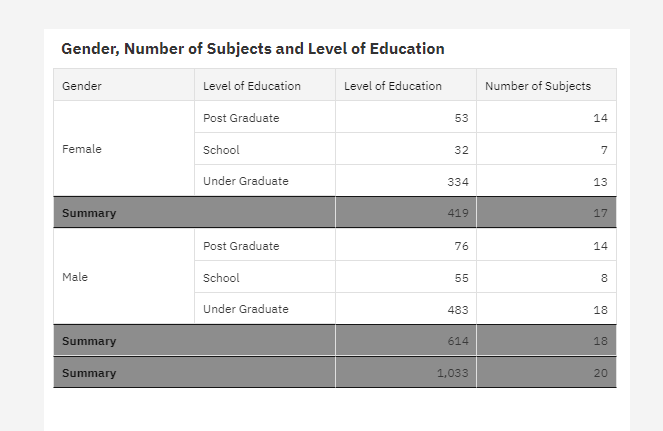 Gender, Number of Subjects and Level of Education
Gender Level of Education Level of Education Number of Subjects
Post Graduate 53 14
Female School 32 7
Under Graduate 334 13
Summary 419 17
Post Graduate 76 14
Male School 55 8
Under Graduate 483 18
Summary 614 18
Summary 1,033 20